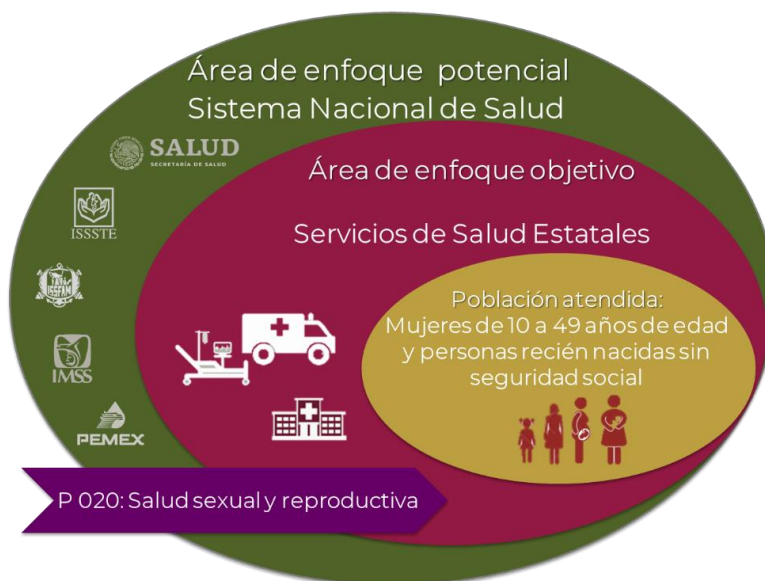 Área de enfoque potencial
Sistema Nacional de Salud
SALUD
SECRETARÍA DE SALUD
Área de enfoque objetivo
ISSSTE
Servicios de Salud Estatales
ISSFAM
Población atendida:
Mujeres de 10 a 49 años de edad
y personas recién nacidas sin
seguridad social
IMSS
PEMEX
P 020: Salud sexual y reproductiva